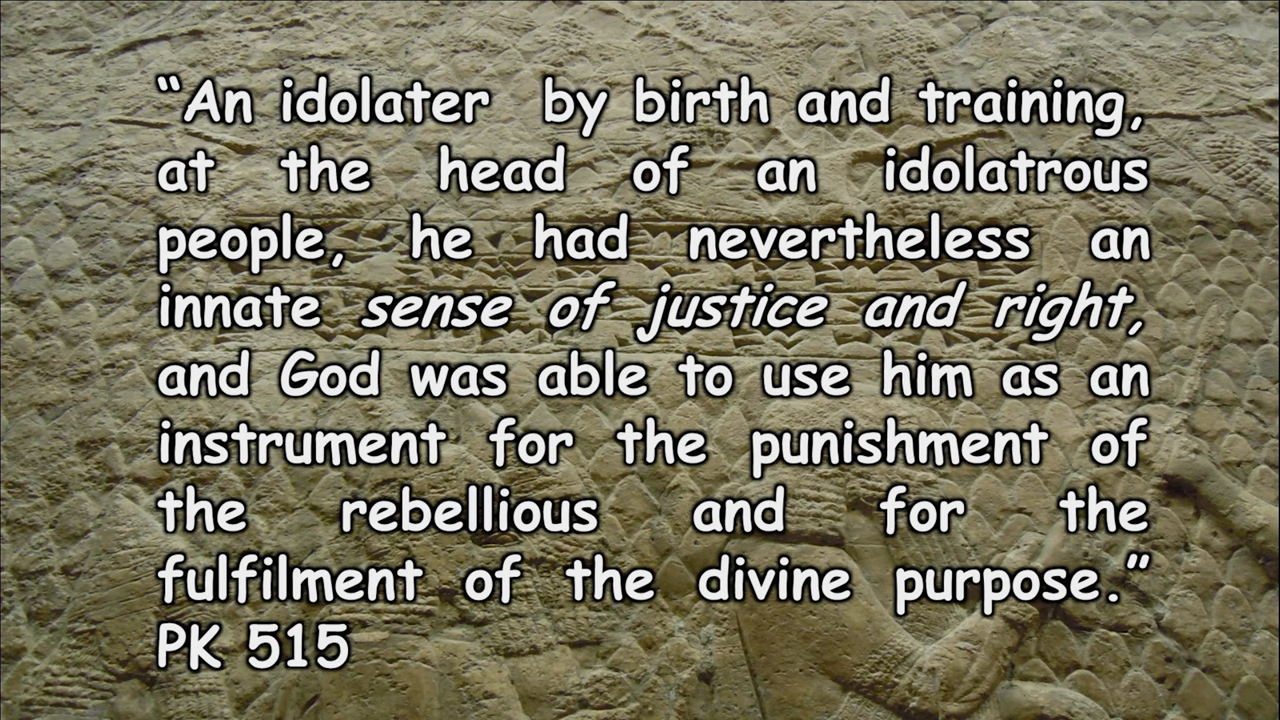 “An idolater by birth and training,
at the head of an idolatrous
people, he had nevertheless an
innate sense of justice and right,
and God was able to use him as an
instrument for the punishment of
the rebellious and for the
fulfilment of the divine purpose.”
PK 515